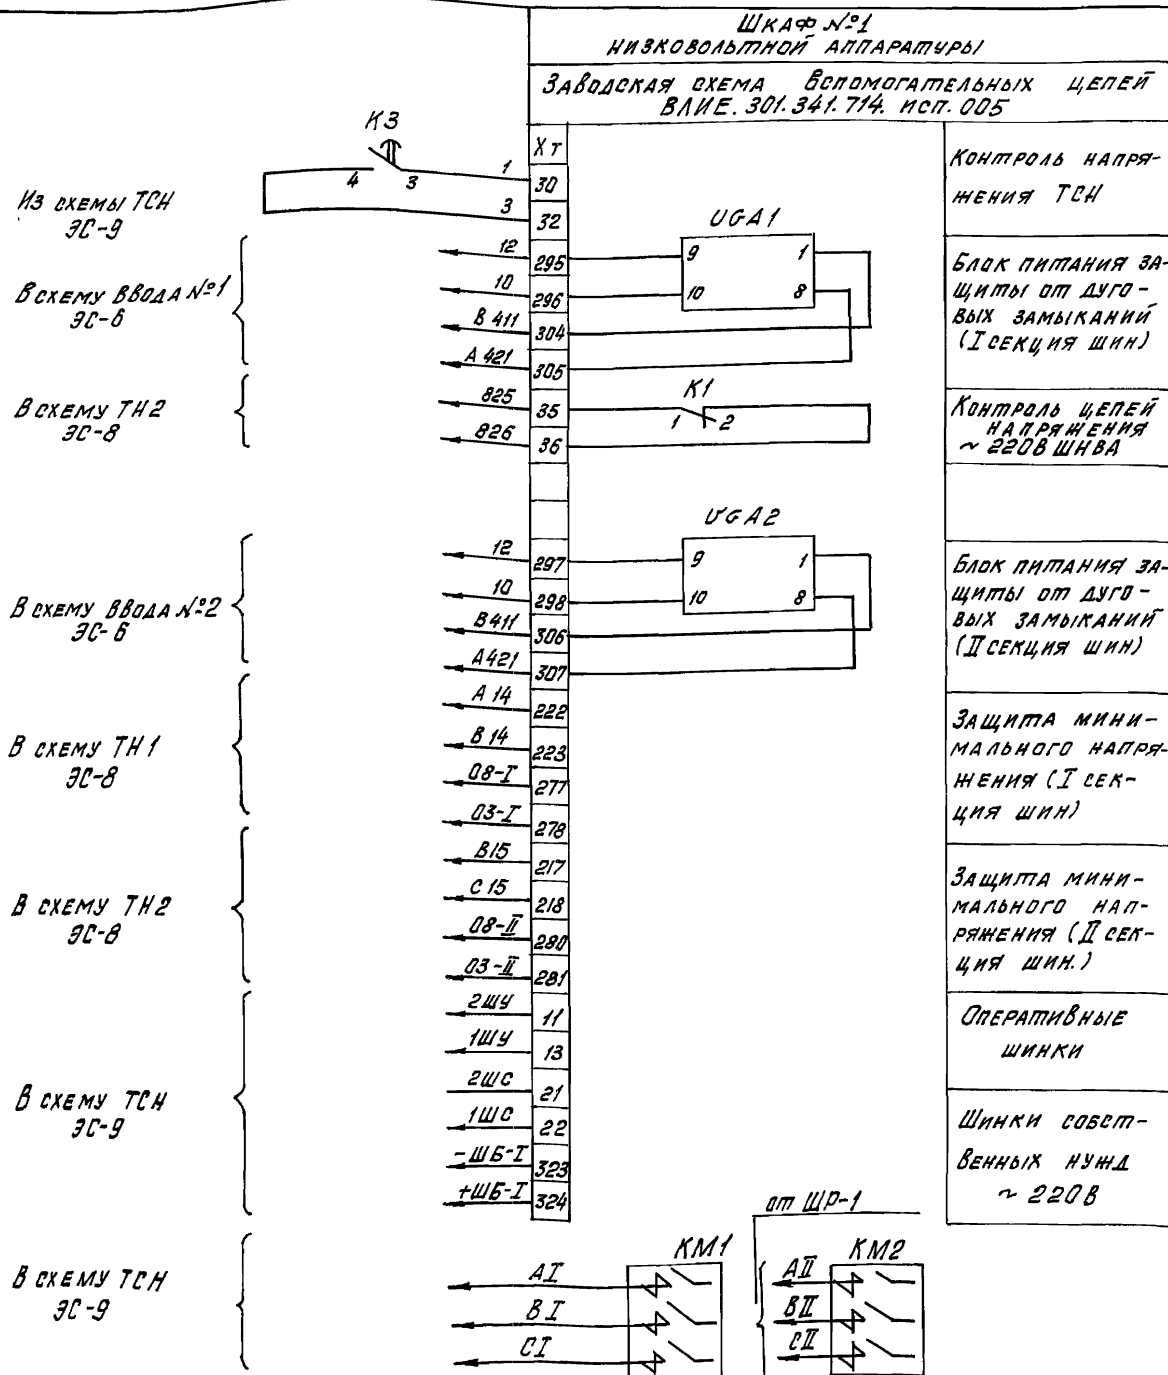 Шкаф №1
низковольтной аппаратуры
Заводская схема вспомогательных цепей
ВЛИЕ.301.341.714. исп.005
К3
4 3
1
3
Из схемы ТСН
ЭС-9
ХТ
30
32
Контроль напря-
жения ТСН
В схему ввода №1
ЭС-6
12
10
В411
А421
295
296
304
305
UGA1
9 1
10 8
Блок питания за-
щиты от дуго-
вых замыканий
(I секция шин)
В схему ТН2
ЭС-8
825
826
35
36
К1
1 2
Контроль цепей
напряжения
~ 220В ШНВА
В схему ввода №2
ЭС-6
12
10
В411
А421
297
298
306
307
UGA2
9 1
10 8
Блок питания за-
щиты от дуго-
вых замыканий
(II секция шин)
В схему ТН1
ЭС-8
А14
В14
08-I
03-I
222
223
277
278
Защита мини-
мального напря-
жения (I сек-
ция шин)
В схему ТН2
ЭС-8
В15
С15
08-II
03-II
217
218
280
281
Защита мини-
мального нап-
ряжения (II сек-
ция шин.)
В схему ТСН
ЭС-9
2ШУ
1ШУ
2ШС
1ШС
-ШБ-I
+ШБ-I
11
13
21
22
323
324
Оперативные
шинки
Шинки собст-
венных нужд
~ 220В
В схему ТСН
ЭС-9
АI
ВI
СI
КМ1
от ШР-1
АII
ВII
СII
КМ2